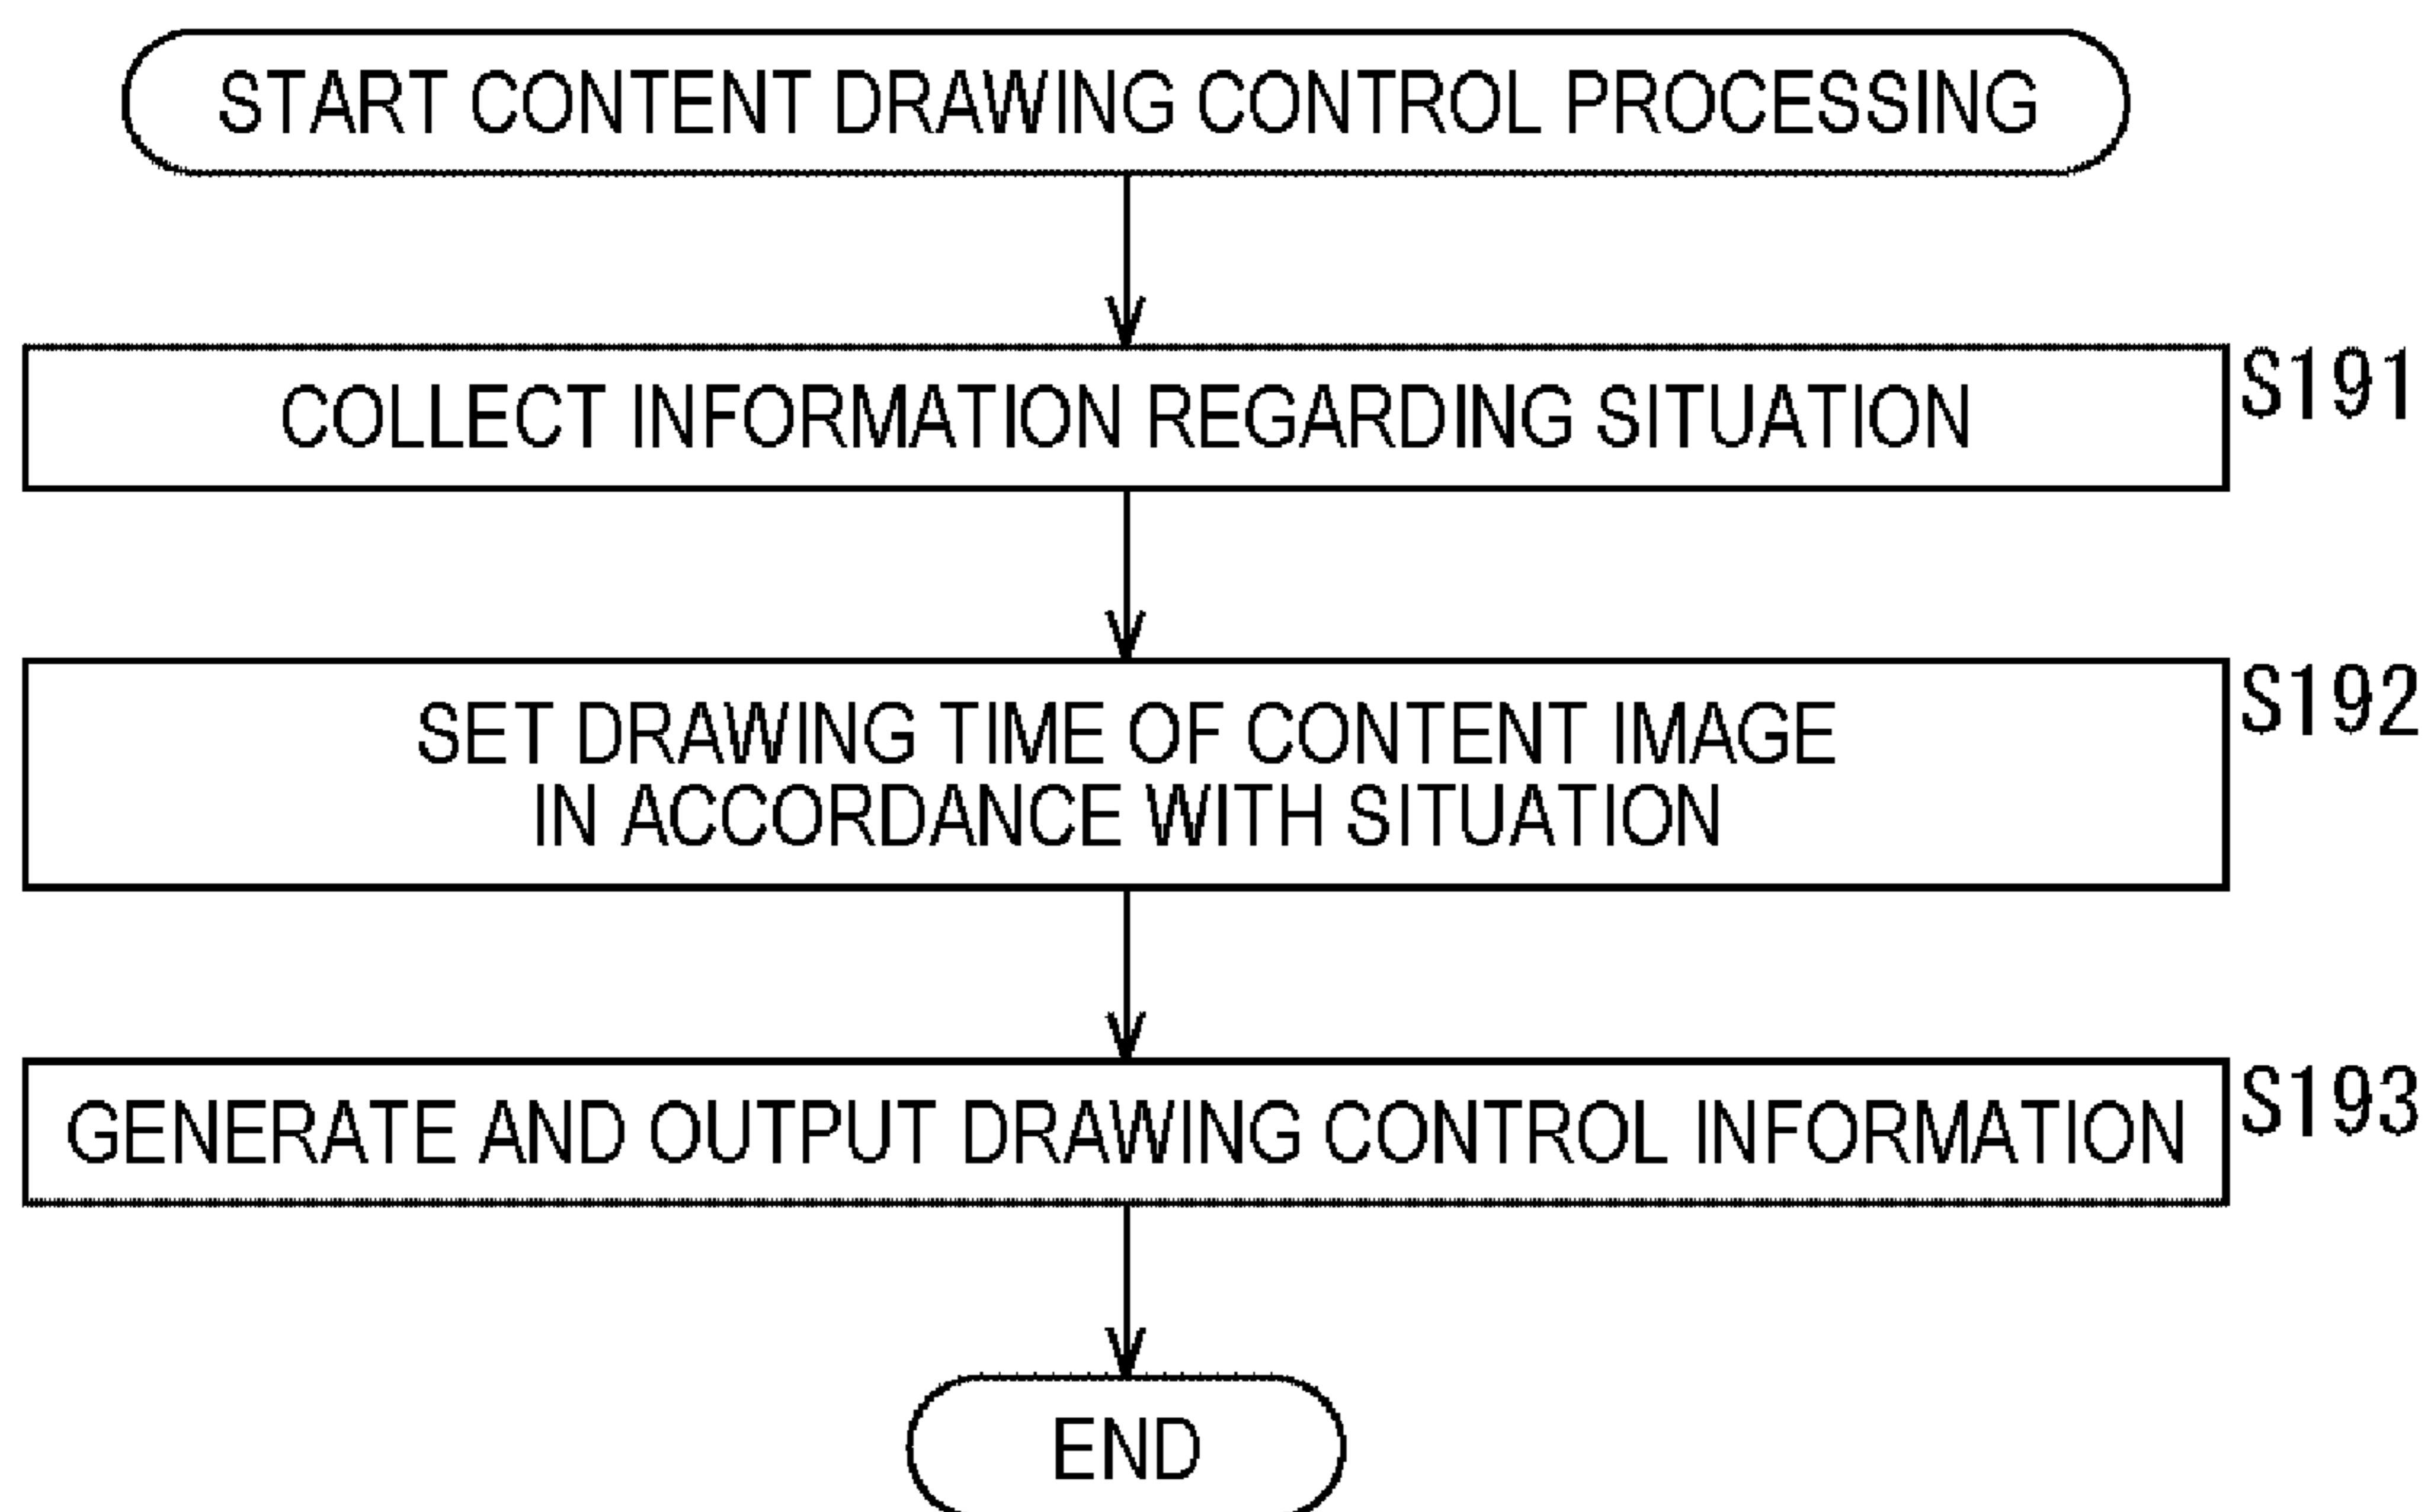 START CONTENT DRAWING CONTROL PROCESSING
COLLECT INFORMATION REGARDING SITUATION
S191
SET DRAWING TIME OF CONTENT IMAGE
IN ACCORDANCE WITH SITUATION
S192
GENERATE AND OUTPUT DRAWING CONTROL INFORMATION
S193
END